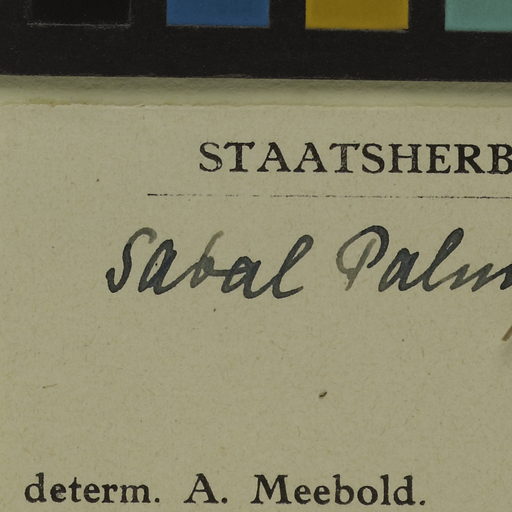 STAATSHERB
Sabal Palm
determ. A. Meebold.